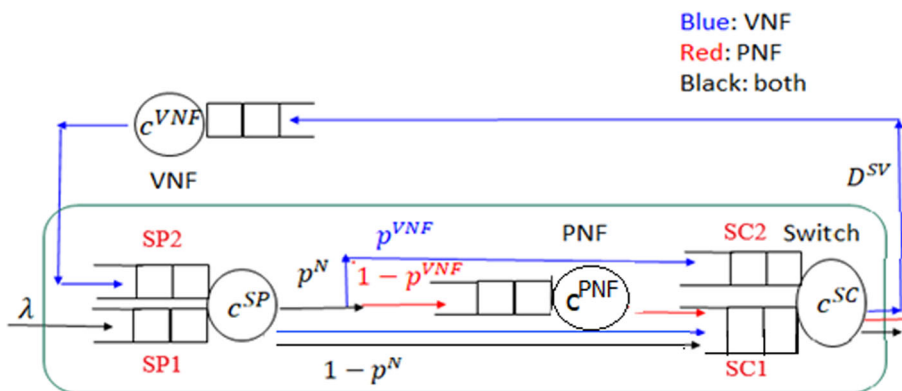 Blue: VNF
Red: PNF
Black: both
c^VNF
VNF
D^SV
SP2
p^VNF
PNF
SC2
Switch
p^N
1 − p^VNF
λ
c^SP
c^PNF
c^SC
SP1
1 − p^N
SC1